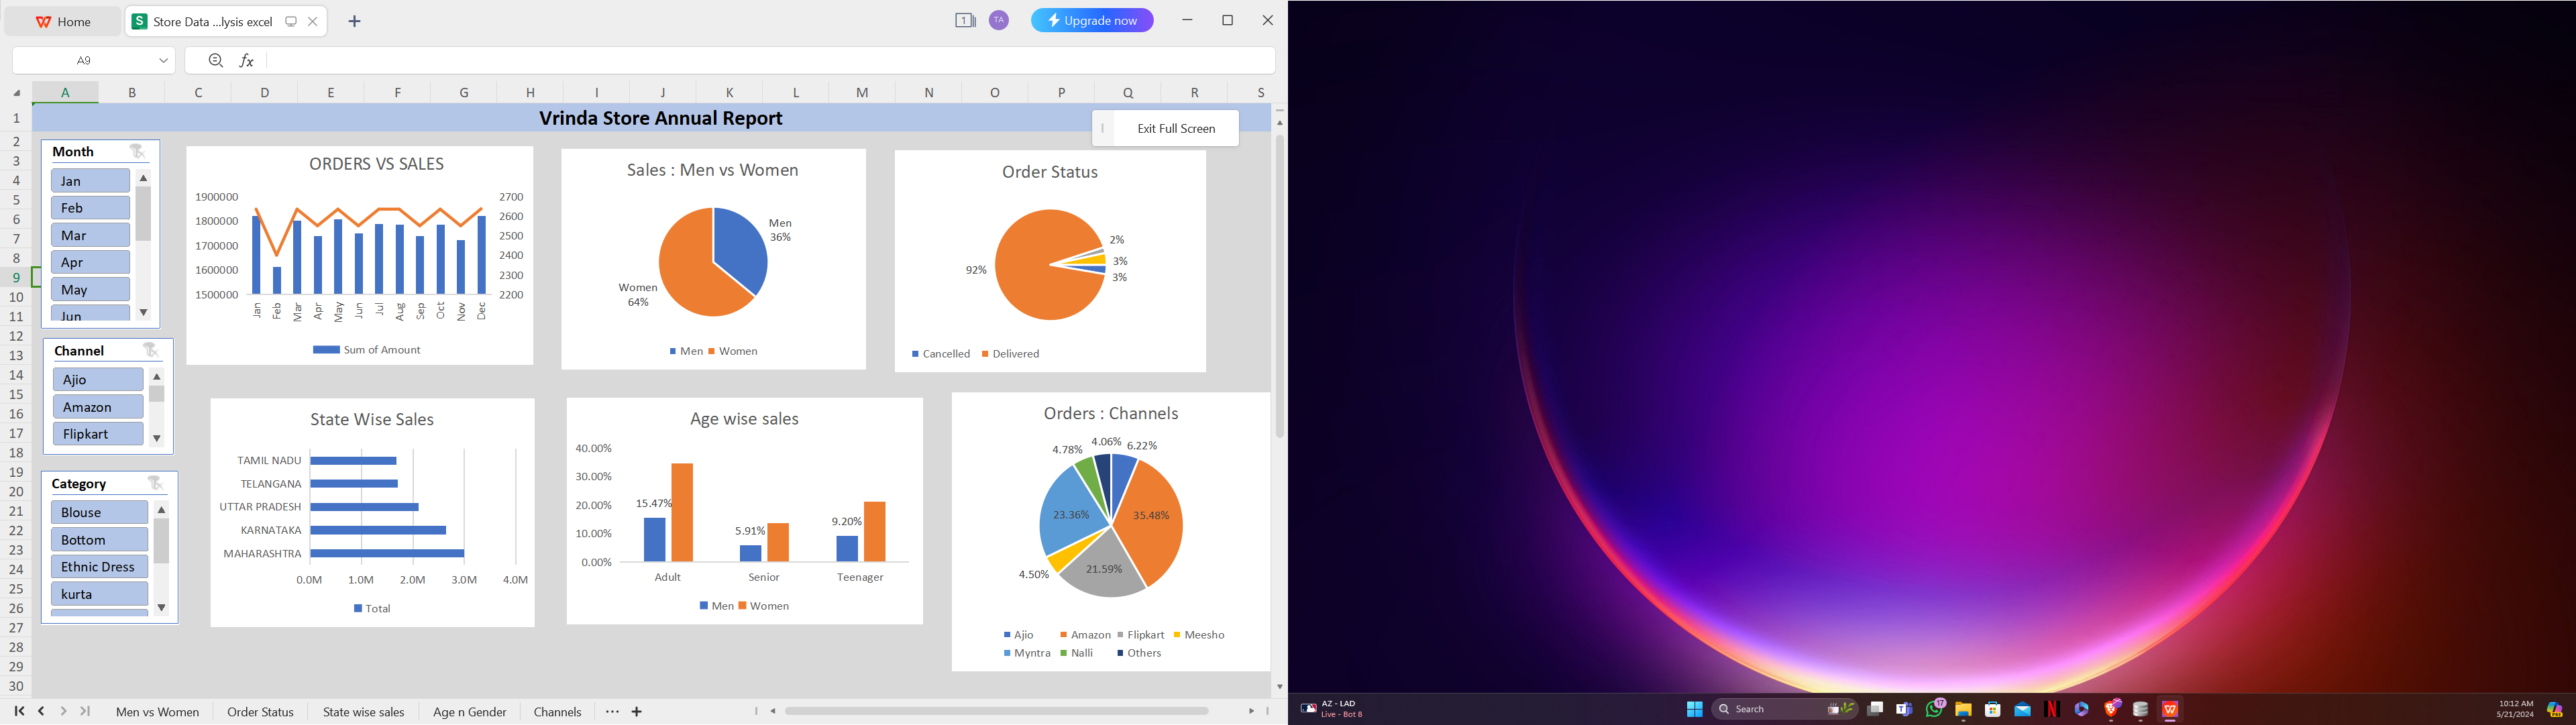 Home
Store Data ...lysis excel
1
TA
Upgrade now
A9
fx
A B C D E F G H I J K L M N O P Q R S
Vrinda Store Annual Report
Exit Full Screen
1
2
3
4
5
6
7
8
9
10
11
12
13
14
15
16
17
18
19
20
21
22
23
24
25
26
27
28
29
30
Month
Jan
Feb
Mar
Apr
May
Jun
Channel
Ajio
Amazon
Flipkart
Category
Blouse
Bottom
Ethnic Dress
kurta
ORDERS VS SALES
1900000
1800000
1700000
1600000
1500000
2700
2600
2500
2400
2300
2200
Jan Feb Mar Apr May Jun Jul Aug Sep Oct Nov Dec
Sum of Amount
Sales : Men vs Women
Men
36%
Women
64%
Men Women
Order Status
2%
3%
3%
92%
Cancelled Delivered
State Wise Sales
TAMIL NADU
TELANGANA
UTTAR PRADESH
KARNATAKA
MAHARASHTRA
0.0M 1.0M 2.0M 3.0M 4.0M
Total
Age wise sales
40.00%
30.00%
20.00%
10.00%
0.00%
15.47%
5.91%
9.20%
Adult Senior Teenager
Men Women
Orders : Channels
4.78% 4.06% 6.22%
23.36% 35.48%
4.50% 21.59%
Ajio Amazon Flipkart Meesho
Myntra Nalli Others
Men vs Women Order Status State wise sales Age n Gender Channels
AZ - LAD
Live - Bot 8
Search
17
10:12 AM
5/21/2024